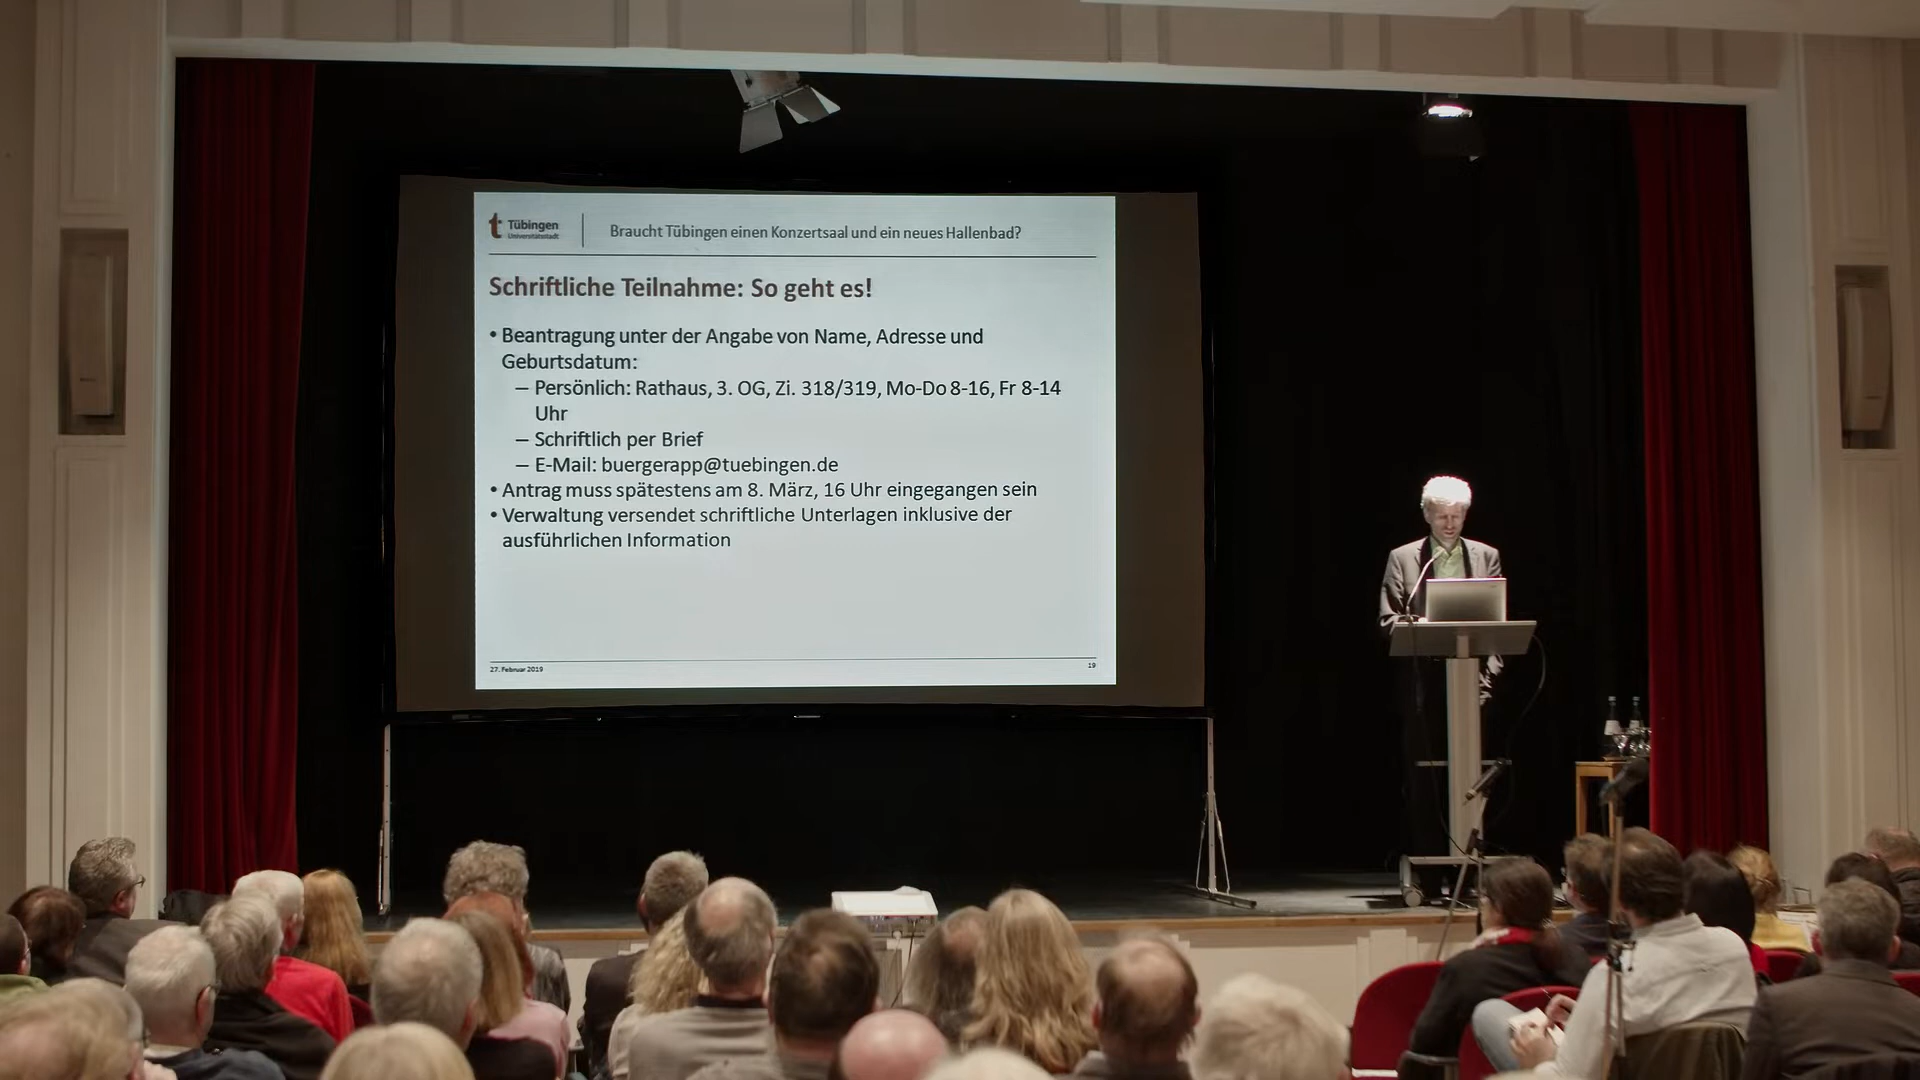 Tübingen
Universitätsstadt
Braucht Tübingen einen Konzertsaal und ein neues Hallenbad?
Schriftliche Teilnahme: So geht es!
• Beantragung unter der Angabe von Name, Adresse und
Geburtsdatum:
– Persönlich: Rathaus, 3. OG, Zi. 318/319, Mo-Do 8-16, Fr 8-14
Uhr
– Schriftlich per Brief
– E-Mail: buergerapp@tuebingen.de
• Antrag muss spätestens am 8. März, 16 Uhr eingegangen sein
• Verwaltung versendet schriftliche Unterlagen inklusive der
ausführlichen Information
27. Februar 2019
19